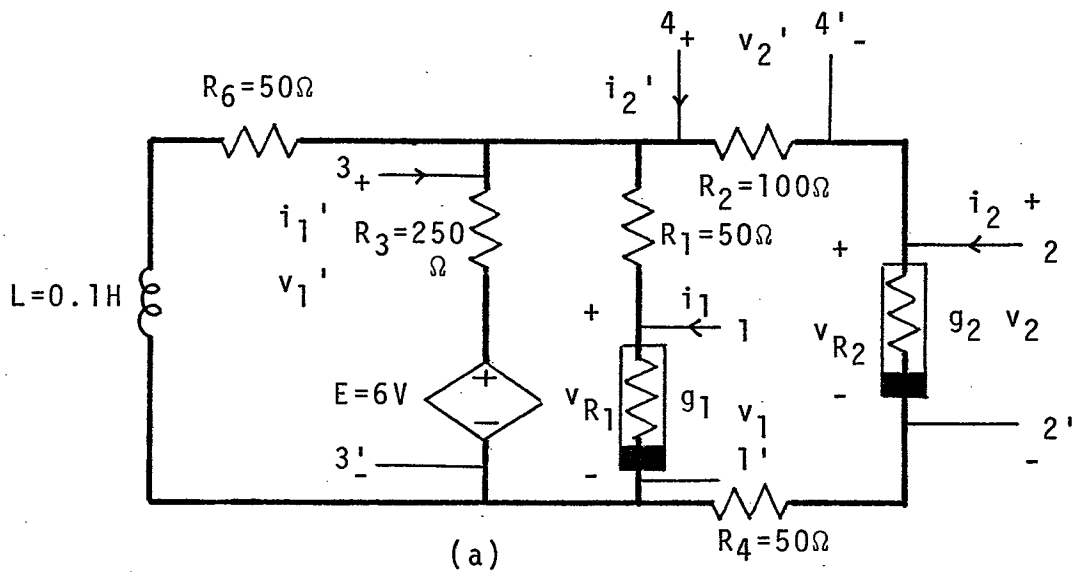 R6=50Ω
4+
v2'
4'-
i2'
3+
i1'
v1'
R3=250
Ω
R1=50Ω
R2=100Ω
i2 +
2
L=0.1H
+
i1
1
+
vR2
g2
v2
-
E=6V
+
-
vR1
g1
v1
1'
-
2'
-
3'-
R4=50Ω
(a)